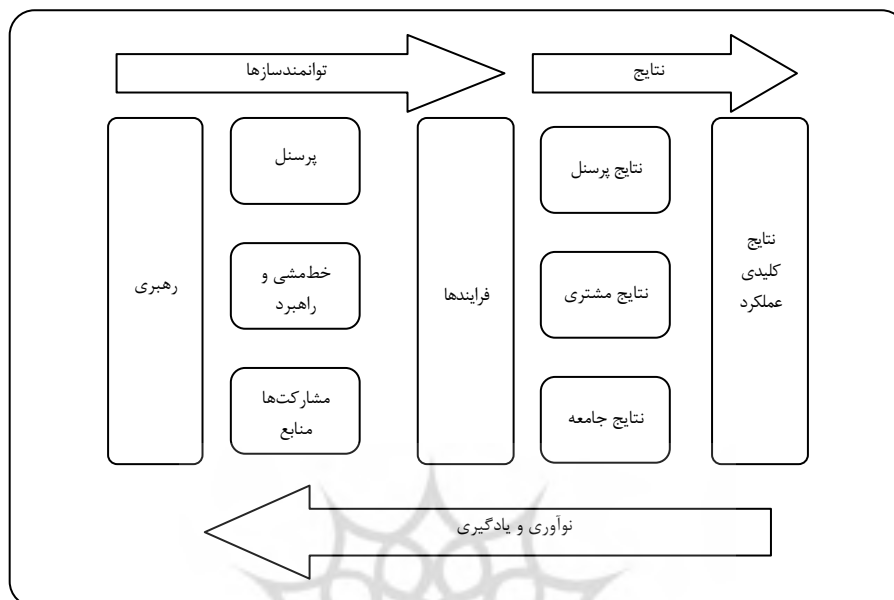 توانمندسازها
نتایج
رهبری
پرسنل
خط‌مشی و
راهبرد
مشارکت‌ها
منابع
فرایندها
نتایج پرسنل
نتایج مشتری
نتایج جامعه
نتایج
کلیدی
عملکرد
نوآوری و یادگیری